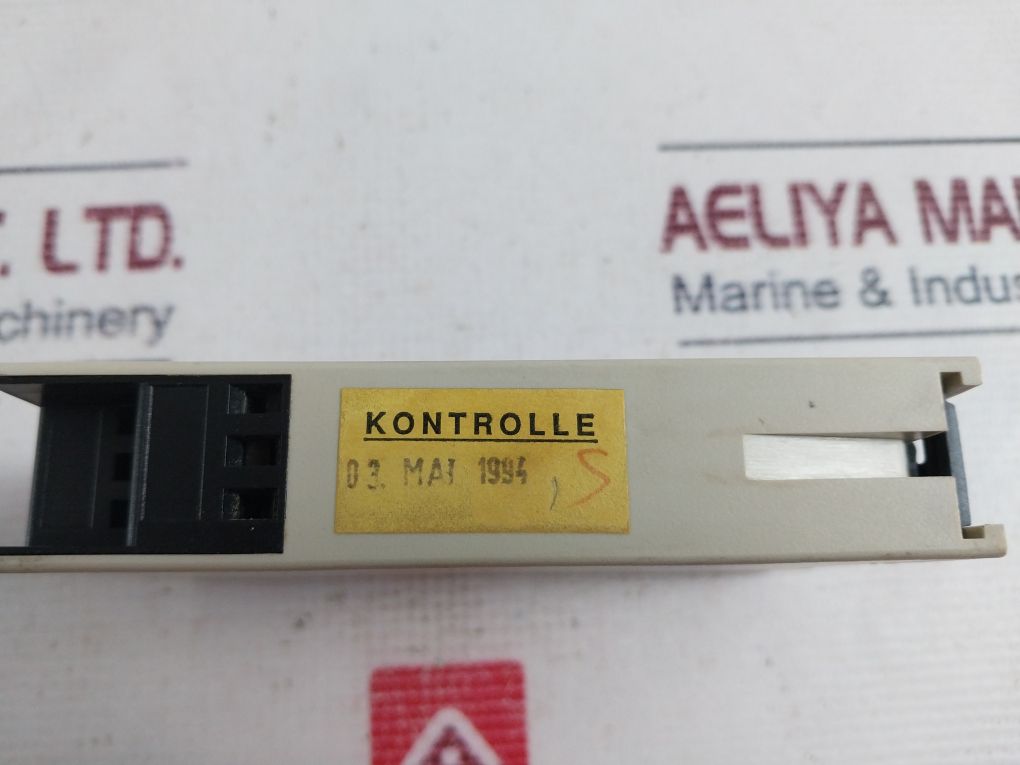 LTD.
chinery
AELIYA MA
Marine & Indus
KONTROLLE
03. MAI 1994
S